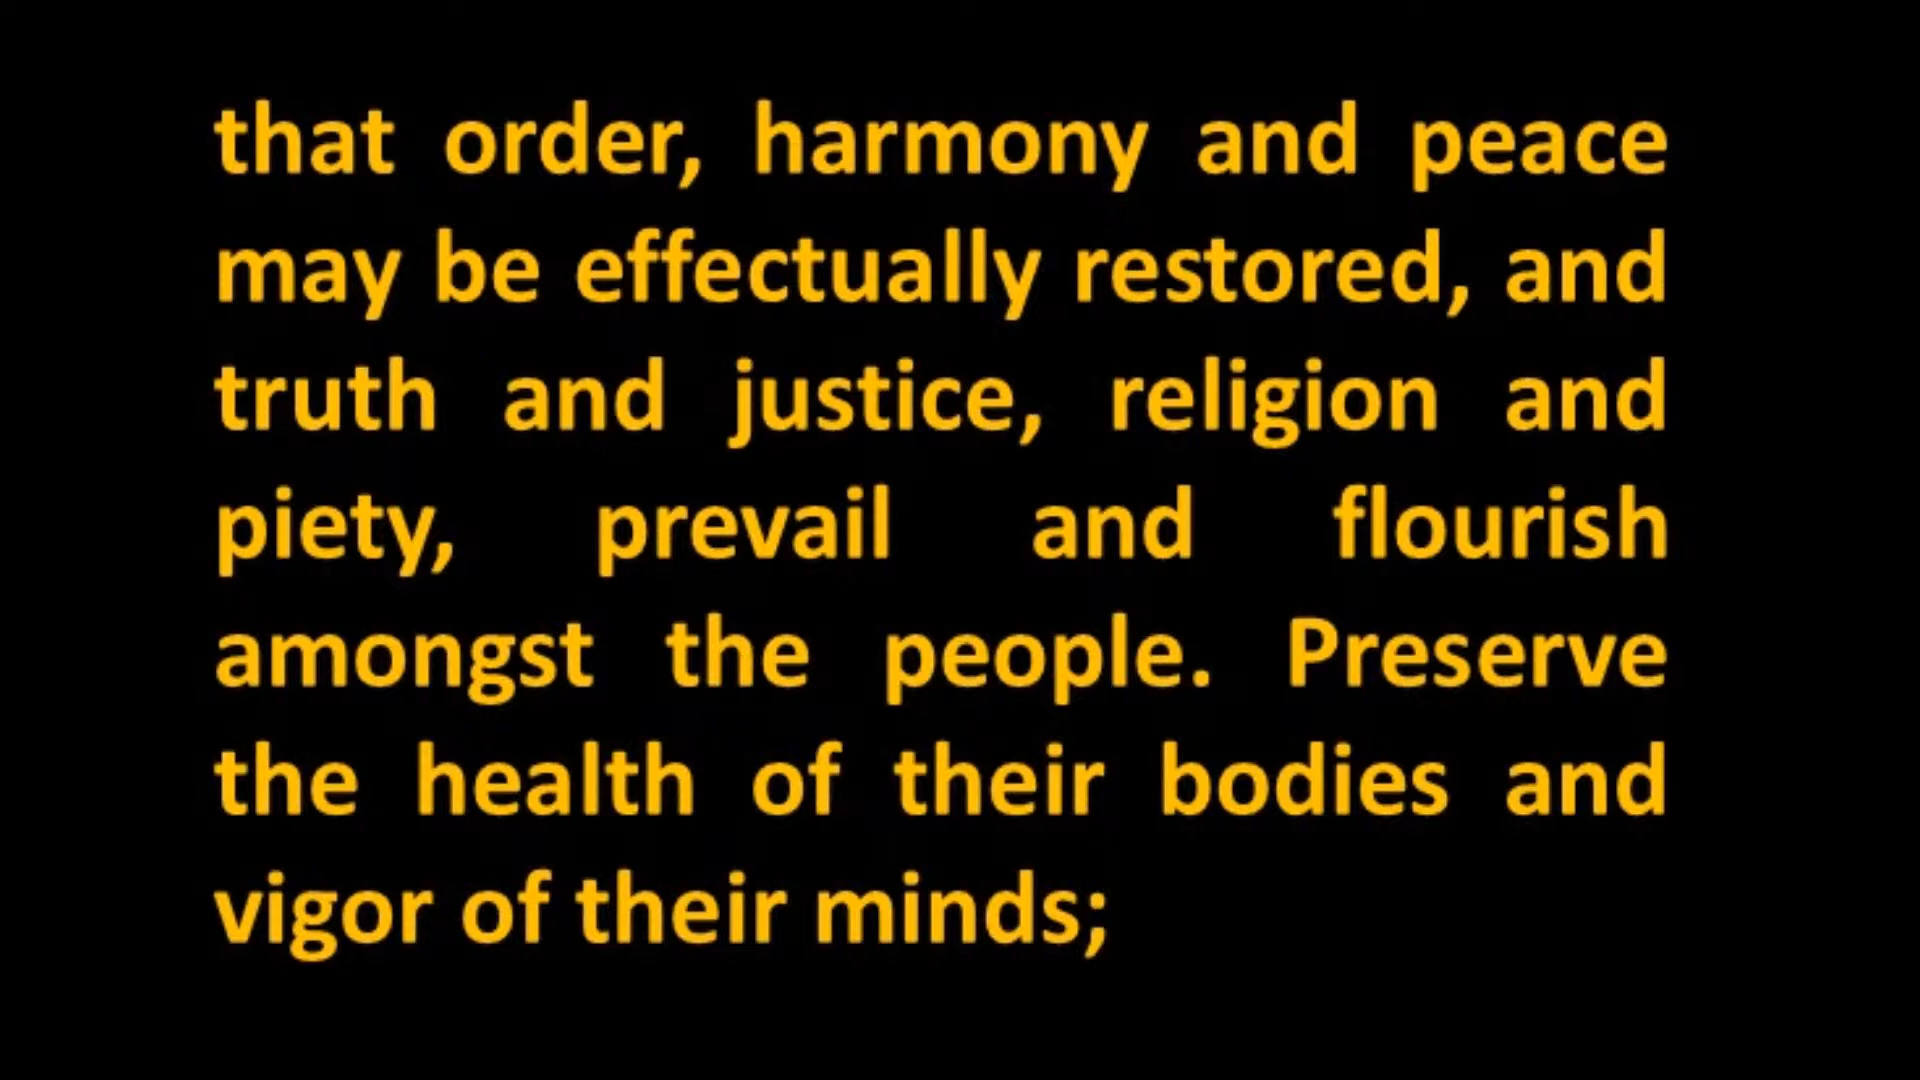 that order, harmony and peace
may be effectually restored, and
truth and justice, religion and
piety, prevail and flourish
amongst the people. Preserve
the health of their bodies and
vigor of their minds;